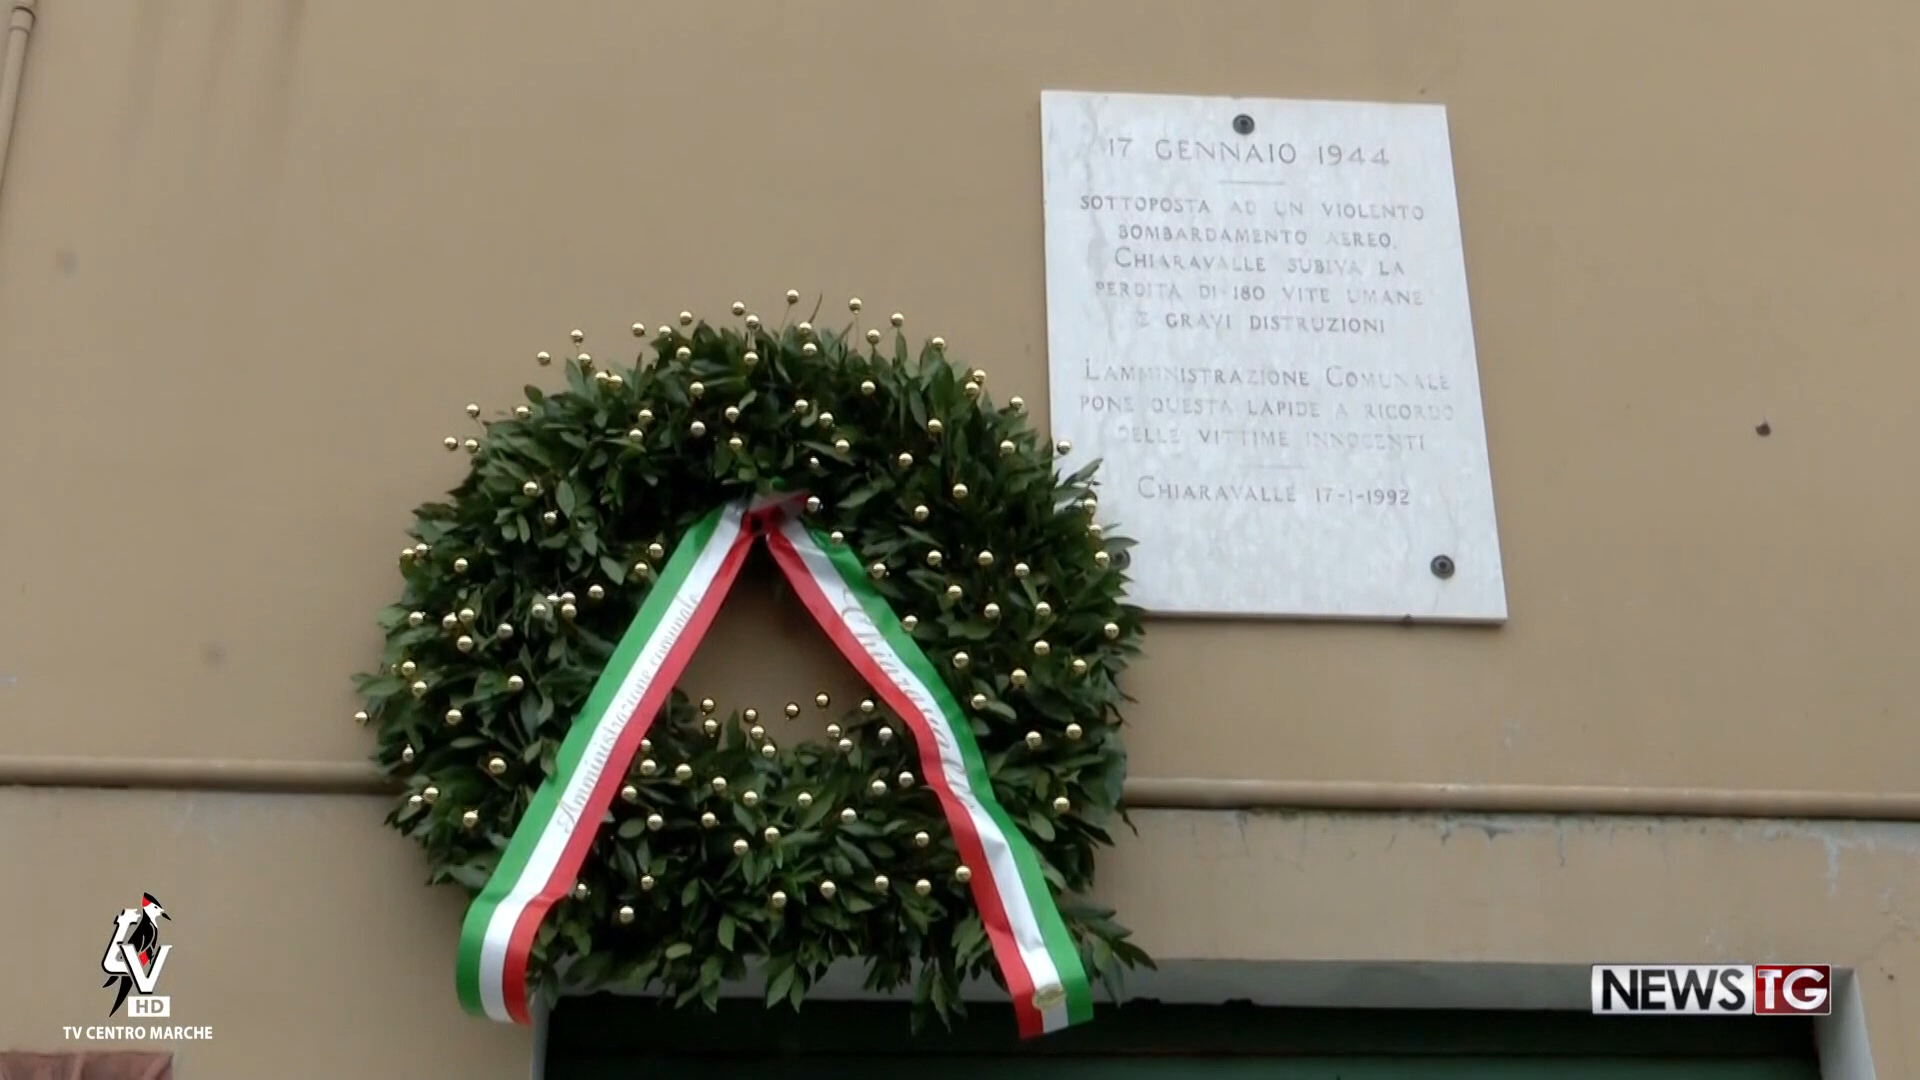 17 GENNAIO 1944
SOTTOPOSTA AD UN VIOLENTO
BOMBARDAMENTO AEREO,
CHIARAVALLE SUBIVA LA
PERDITA DI 180 VITE UMANE
E GRAVI DISTRUZIONI
L'AMMINISTRAZIONE COMUNALE
PONE QUESTA LAPIDE A RICORDO
DELLE VITTIME INNOCENTI
CHIARAVALLE 17-1-1992
Amministrazione comunale
Chiaravalle
V
HD
TV CENTRO MARCHE
NEWS TG